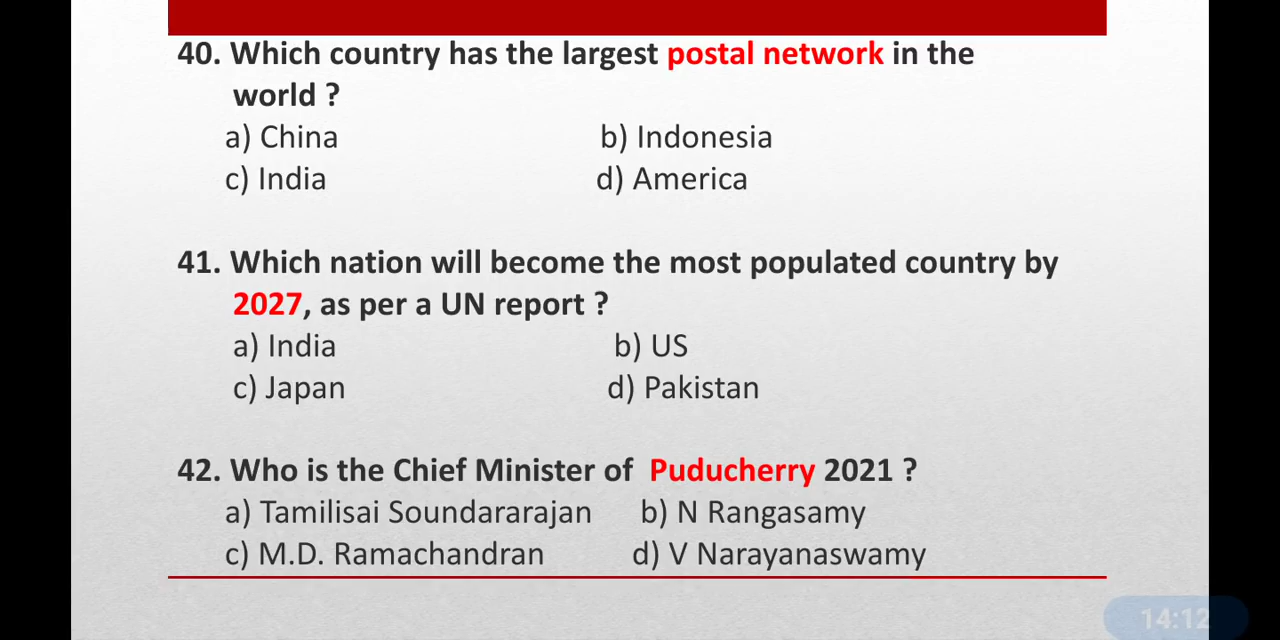 40. Which country has the largest postal network in the
world ?
a) China b) Indonesia
c) India d) America
41. Which nation will become the most populated country by
2027, as per a UN report ?
a) India b) US
c) Japan d) Pakistan
42. Who is the Chief Minister of Puducherry 2021 ?
a) Tamilisai Soundararajan b) N Rangasamy
c) M.D. Ramachandran d) V Narayanaswamy
14:12